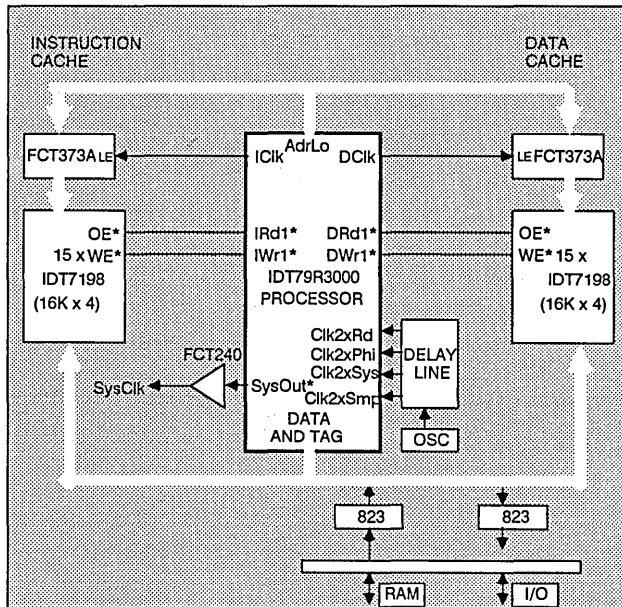 INSTRUCTION
CACHE
DATA
CACHE
AdrLo
FCT373A LE
IClk
DClk
LE FCT373A
OE*
15 x WE*
IDT7198
(16K x 4)
IRd1*
IWr1*
DRd1*
DWr1*
IDT79R3000
PROCESSOR
OE*
WE* 15 x
IDT7198
(16K x 4)
Clk2xRd
Clk2xPhi
Clk2xSys
Clk2xSmp
DELAY
LINE
OSC
FCT240
SysClk
SysOut*
DATA
AND TAG
823
823
RAM
I/O